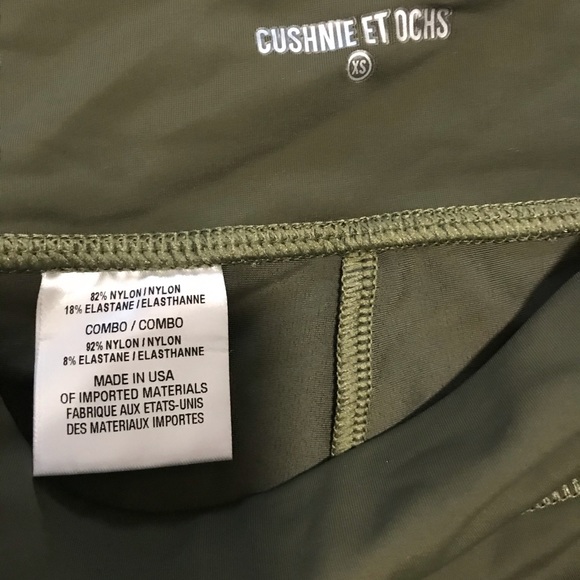 CUSHNIE ET OCHS
XS
82% NYLON/NYLON
18% ELASTANE/ELASTHANNE
COMBO / COMBO
92% NYLON / NYLON
8% ELASTANE / ELASTHANNE
MADE IN USA
OF IMPORTED MATERIALS
FABRIQUE AUX ETATS-UNIS
DES MATERIAUX IMPORTES